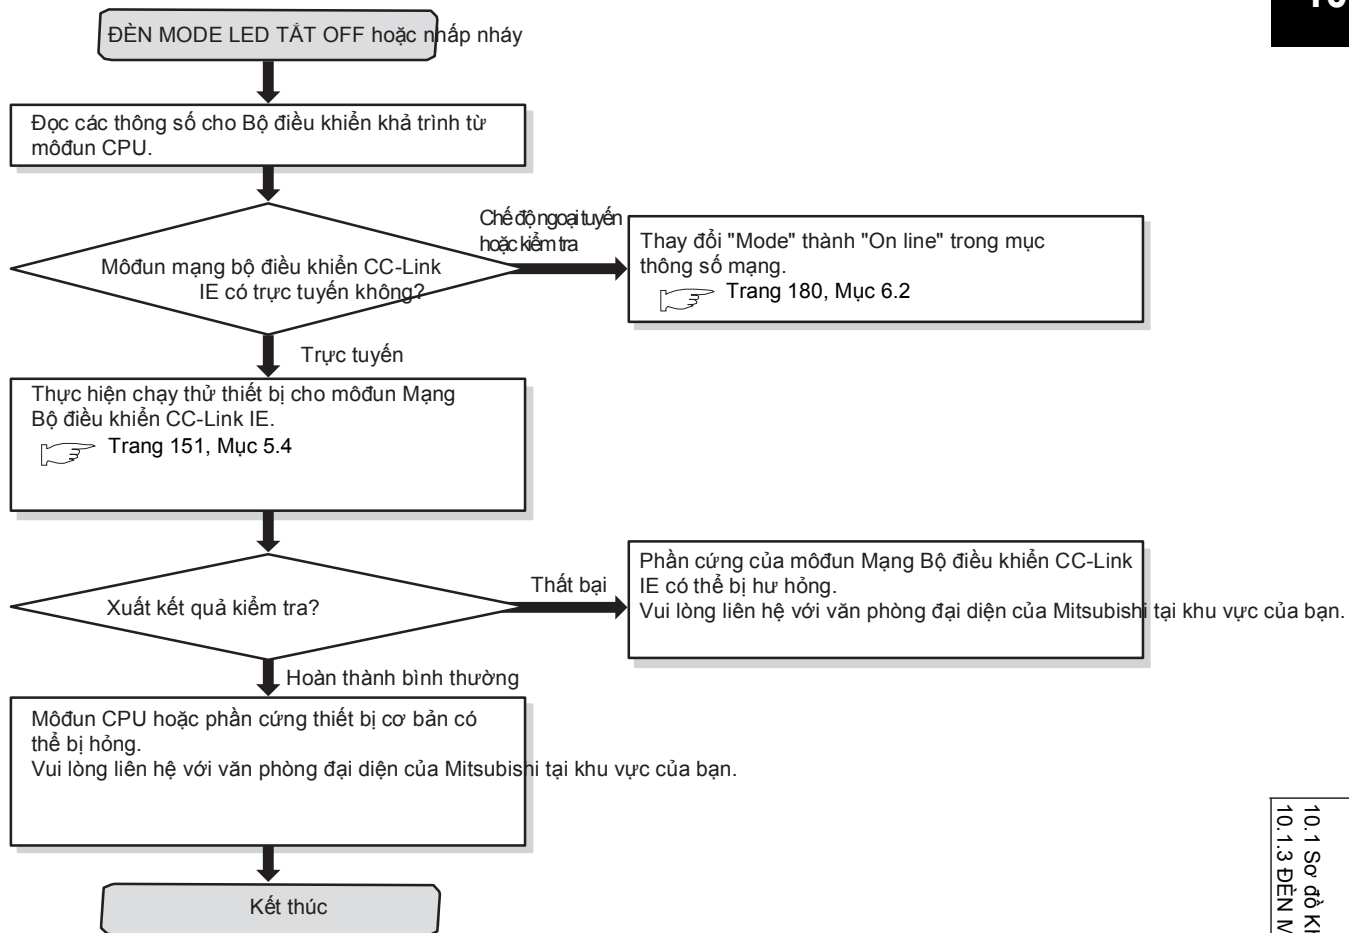 ĐÈN MODE LED TẮT OFF hoặc nhấp nháy
Đọc các thông số cho Bộ điều khiển khả trình từ
môđun CPU.
Môđun mạng bộ điều khiển CC-Link
IE có trực tuyến không?
Chế độ ngoại tuyến
hoặc kiểm tra
Thay đổi "Mode" thành "On line" trong mục
thông số mạng.
Trang 180, Mục 6.2
Trực tuyến
Thực hiện chạy thử thiết bị cho môđun Mạng
Bộ điều khiển CC-Link IE.
Trang 151, Mục 5.4
Xuất kết quả kiểm tra?
Thất bại
Phần cứng của môđun Mạng Bộ điều khiển CC-Link
IE có thể bị hư hỏng.
Vui lòng liên hệ với văn phòng đại diện của Mitsubishi tại khu vực của bạn.
Hoàn thành bình thường
Môđun CPU hoặc phần cứng thiết bị cơ bản có
thể bị hỏng.
Vui lòng liên hệ với văn phòng đại diện của Mitsubishi tại khu vực của bạn.
Kết thúc
10.1 Sơ đồ
10.1.3 ĐÈN